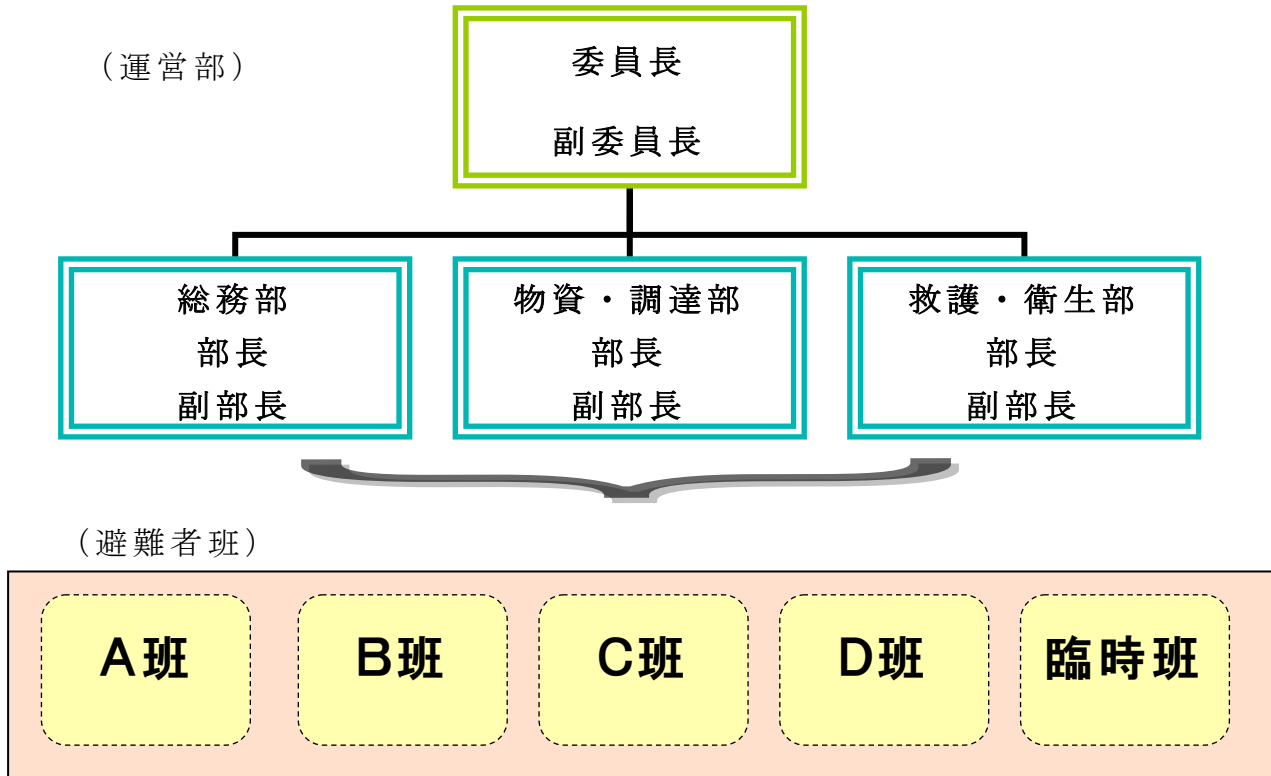 （運営部）
委員長
副委員長
総務部
部長
副部長
物資・調達部
部長
副部長
救護・衛生部
部長
副部長
（避難者班）
A班
B班
C班
D班
臨時班